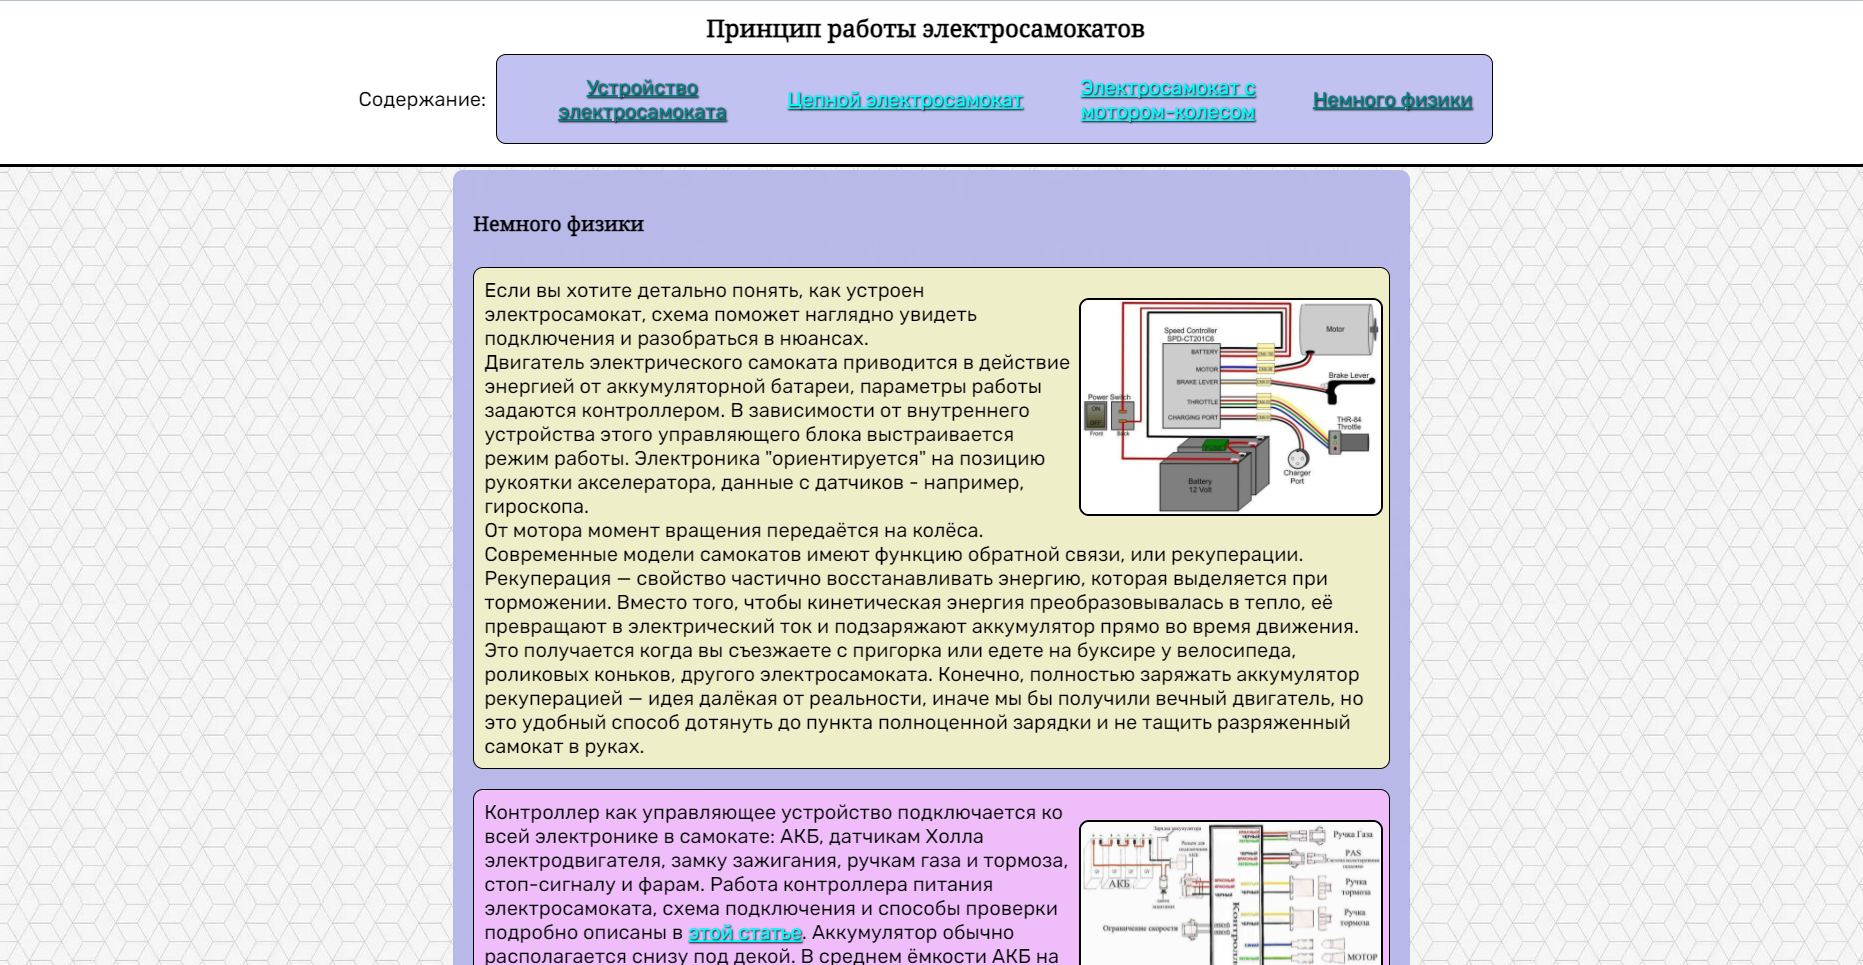 Принцип работы электросамокатов
Содержание:
Устройство
электросамоката
Цепной электросамокат
Электросамокат с
мотором-колесом
Немного физики
Немного физики
Если вы хотите детально понять, как устроен
электросамокат, схема поможет наглядно увидеть
подключения и разобраться в нюансах.
Двигатель электрического самоката приводится в действие
энергией от аккумуляторной батареи, параметры работы
задаются контроллером. В зависимости от внутреннего
устройства этого управляющего блока выстраивается
режим работы. Электроника "ориентируется" на позицию
рукоятки акселератора, данные с датчиков - например,
гироскопа.
От мотора момент вращения передаётся на колёса.
Современные модели самокатов имеют функцию обратной связи, или рекуперации.
Рекуперация — свойство частично восстанавливать энергию, которая выделяется при
торможении. Вместо того, чтобы кинетическая энергия преобразовывалась в тепло, её
превращают в электрический ток и подзаряжают аккумулятор прямо во время движения.
Это получается когда вы съезжаете с пригорка или едете на буксире у велосипеда,
роликовых коньков, другого электросамоката. Конечно, полностью заряжать аккумулятор
рекуперацией — идея далёкая от реальности, иначе мы бы получили вечный двигатель, но
это удобный способ дотянуть до пункта полноценной зарядки и не тащить разряженный
самокат в руках.
Speed Controller
SPD-CT201C6
BATTERY
MOTOR
BRAKE LEVER
THROTTLE
CHARGING PORT
Motor
Brake Lever
Power Switch
ON
OFF
Front
Back
THR-84
Throttle
Charger
Port
Battery
12 Volt
Контроллер как управляющее устройство подключается ко
всей электронике в самокате: АКБ, датчикам Холла
электродвигателя, замку зажигания, ручкам газа и тормоза,
стоп-сигналу и фарам. Работа контроллера питания
электросамоката, схема подключения и способы проверки
подробно описаны в этой статье. Аккумулятор обычно
располагается снизу под декой. В среднем ёмкости АКБ на
АКБ
Ограничение скорости
Ручка Газа
PAS
Ручка
тормоза
Ручка
тормоза
МОТОР